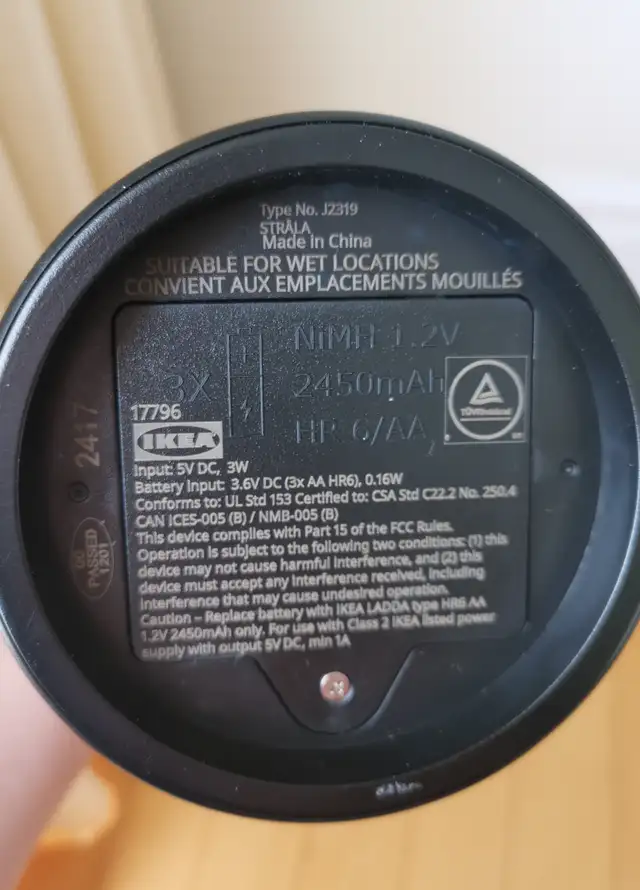 Type No. J2319
STRÅLA
Made in China
SUITABLE FOR WET LOCATIONS
CONVIENT AUX EMPLACEMENTS MOUILLÉS
3X
+
NiMH 1.2V
2450mAh
HR 6/AA
17796
IKEA
TÜVRheinland
Input: 5V DC, 3W
Battery input: 3.6V DC (3x AA HR6), 0.16W
Conforms to: UL Std 153 Certified to: CSA Std C22.2 No. 250.4
CAN ICES-005 (B) / NMB-005 (B)
This device complies with Part 15 of the FCC Rules.
Operation is subject to the following two conditions: (1) this
device may not cause harmful interference, and (2) this
device must accept any interference received, including
interference that may cause undesired operation.
Caution – Replace battery with IKEA LADDA type HR6 AA
1.2V 2450mAh only. For use with Class 2 IKEA listed power
supply with output 5V DC, min 1A
2417
PASSED
1201